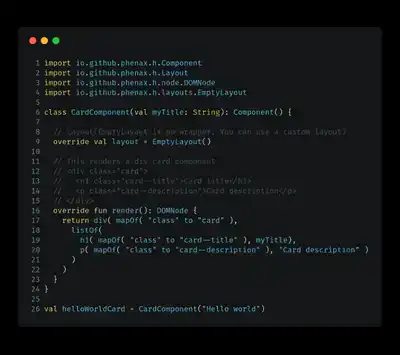 1 import io.github.phenax.h.Component
2 import io.github.phenax.h.Layout
3 import io.github.phenax.h.node.DOMNode
4 import io.github.phenax.h.layouts.EmptyLayout
5
6 class CardComponent(val myTitle: String): Component() {
7
8 // Layout(EmptyLayout is no wrapper. You can use a custom layout)
9 override val layout = EmptyLayout()
10
11 // This renders a div card component
12 // <div class="card">
13 //   <h1 class="card--title">Card title</h1>
14 //   <p class="card--description">Card description</p>
15 // </div>
16 override fun render(): DOMNode {
17 return div( mapOf( "class" to "card" ),
18 listOf(
19 h1( mapOf( "class" to "card--title" ), myTitle),
20 p( mapOf( "class" to "card--description" ), "Card description" )
21 )
22 )
23 }
24 }
25
26 val helloWorldCard = CardComponent("Hello world")